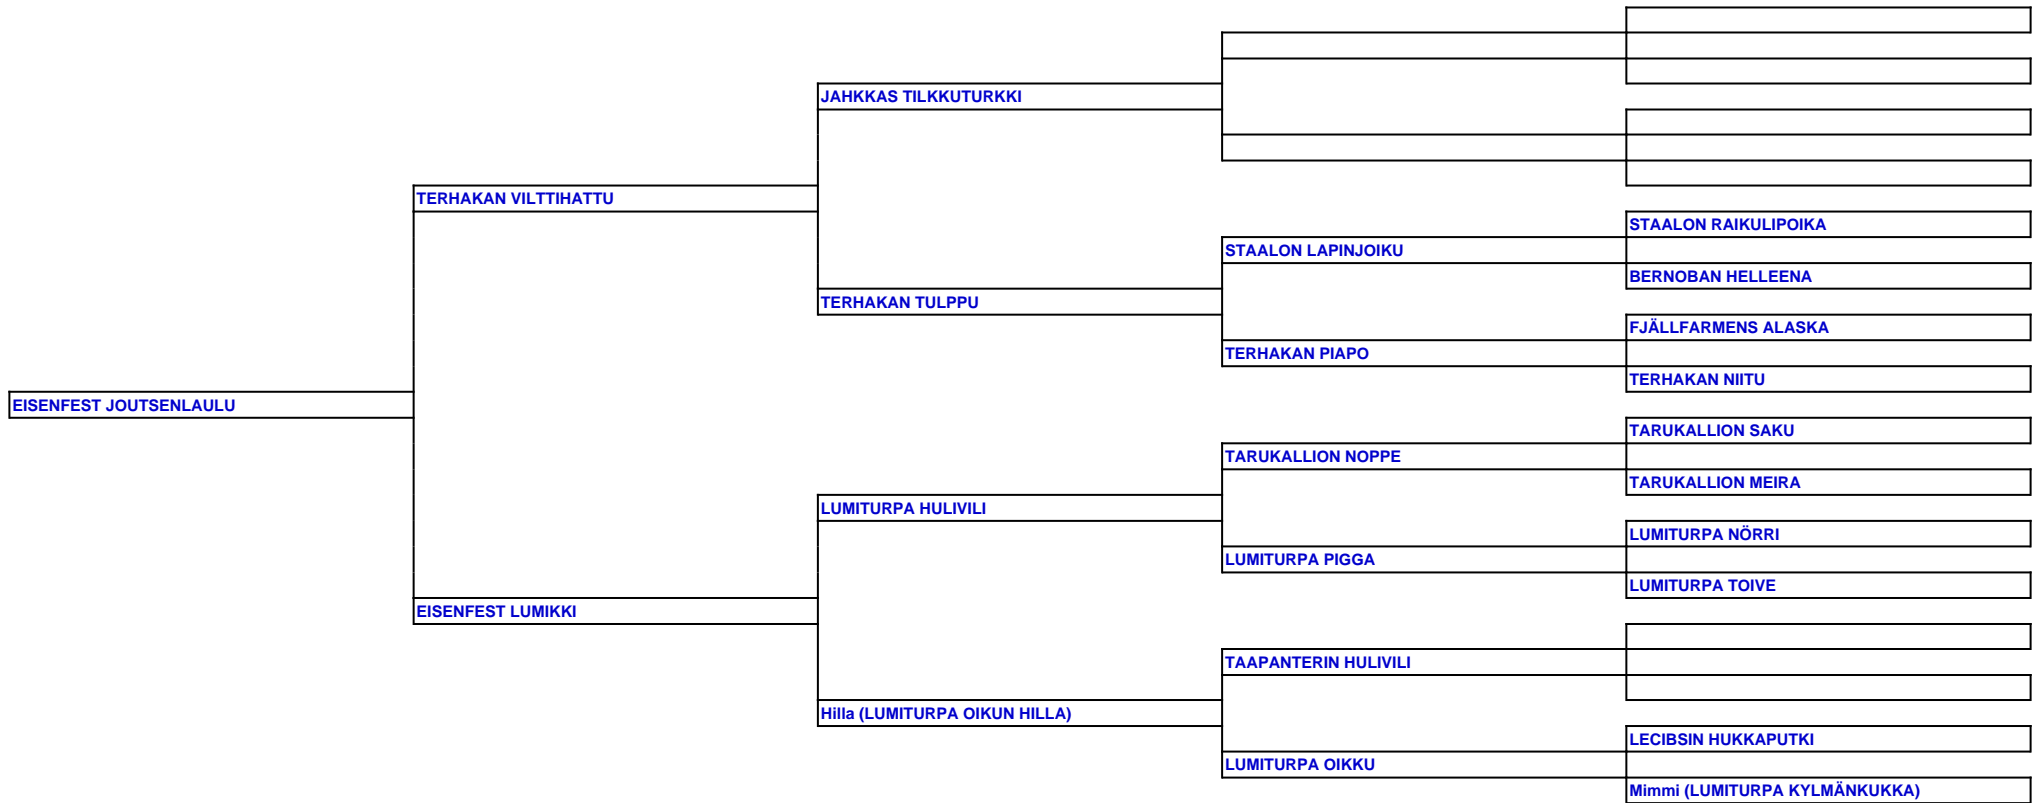 JAHKKAS TILKKUTURKKI
TERHAKAN VILTTIHATTU
STAALON RAIKULIPOIKA
STAALON LAPINJOIKU
BERNOBAN HELLEENA
TERHAKAN TULPPU
FJÄLLFARMENS ALASKA
TERHAKAN PIAPO
TERHAKAN NIITU
EISENFEST JOUTSENLAULU
TARUKALLION SAKU
TARUKALLION NOPPE
TARUKALLION MEIRA
LUMITURPA HULIVILI
LUMITURPA NÖRRI
LUMITURPA PIGGA
LUMITURPA TOIVE
EISENFEST LUMIKKI
TAAPANTERIN HULIVILI
Hilla (LUMITURPA OIKUN HILLA)
LECIBSIN HUKKAPUTKI
LUMITURPA OIKKU
Mimmi (LUMITURPA KYLMÄNKUKKA)